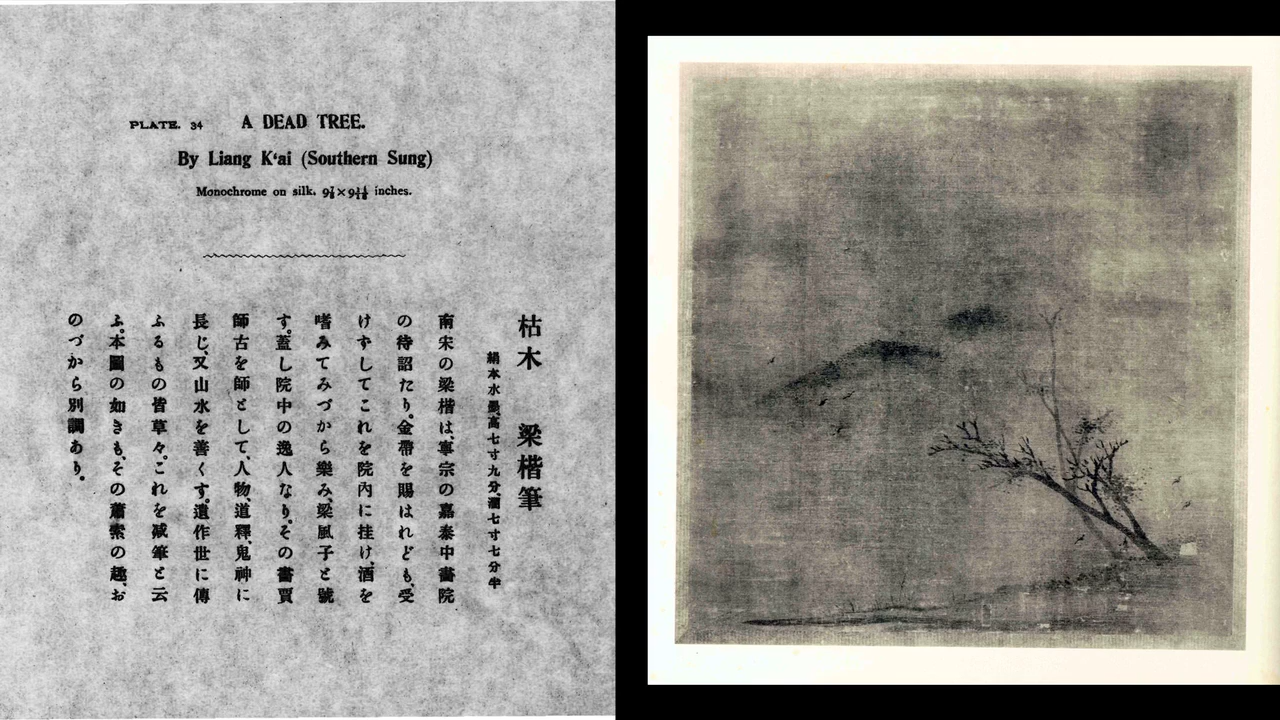 PLATE. 34 A DEAD TREE.
By Liang K'ai (Southern Sung)
Monochrome on silk. 9⅞×9 11/16 inches.
枯木　梁楷筆
絹本水墨、高七寸九分、濶七寸七分半
南宋の梁楷は、寧宗の嘉泰中畫院
の待詔たり。金帶を賜はれども、受
けずしてこれを院內に挂け、酒を
嗜みてみづから樂み、梁風子と號
す。蓋し院中の逸人なり。その畫賈
師古を師として、人物、道釋、鬼神に
長じ、又山水を善くす。遺作世に傳
ふるもの皆草々。これを減筆と云
ふ。本圖の如きも、その蕭索の趣、お
のづから別調あり。